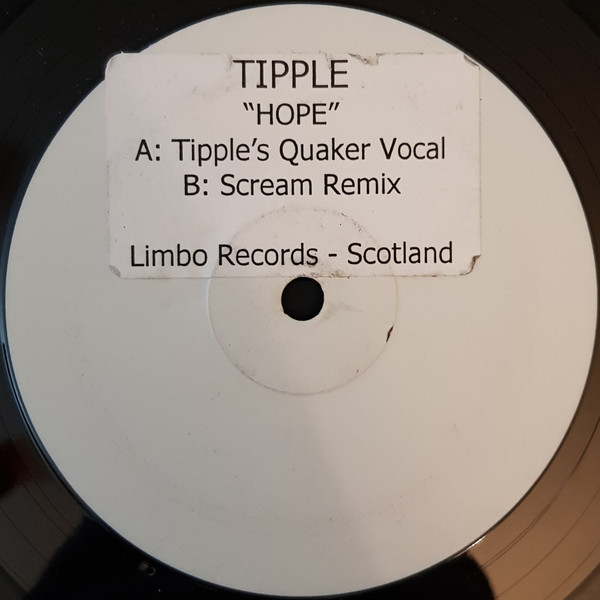 TIPPLE
“HOPE”
A: Tipple’s Quaker Vocal
B: Scream Remix
Limbo Records - Scotland